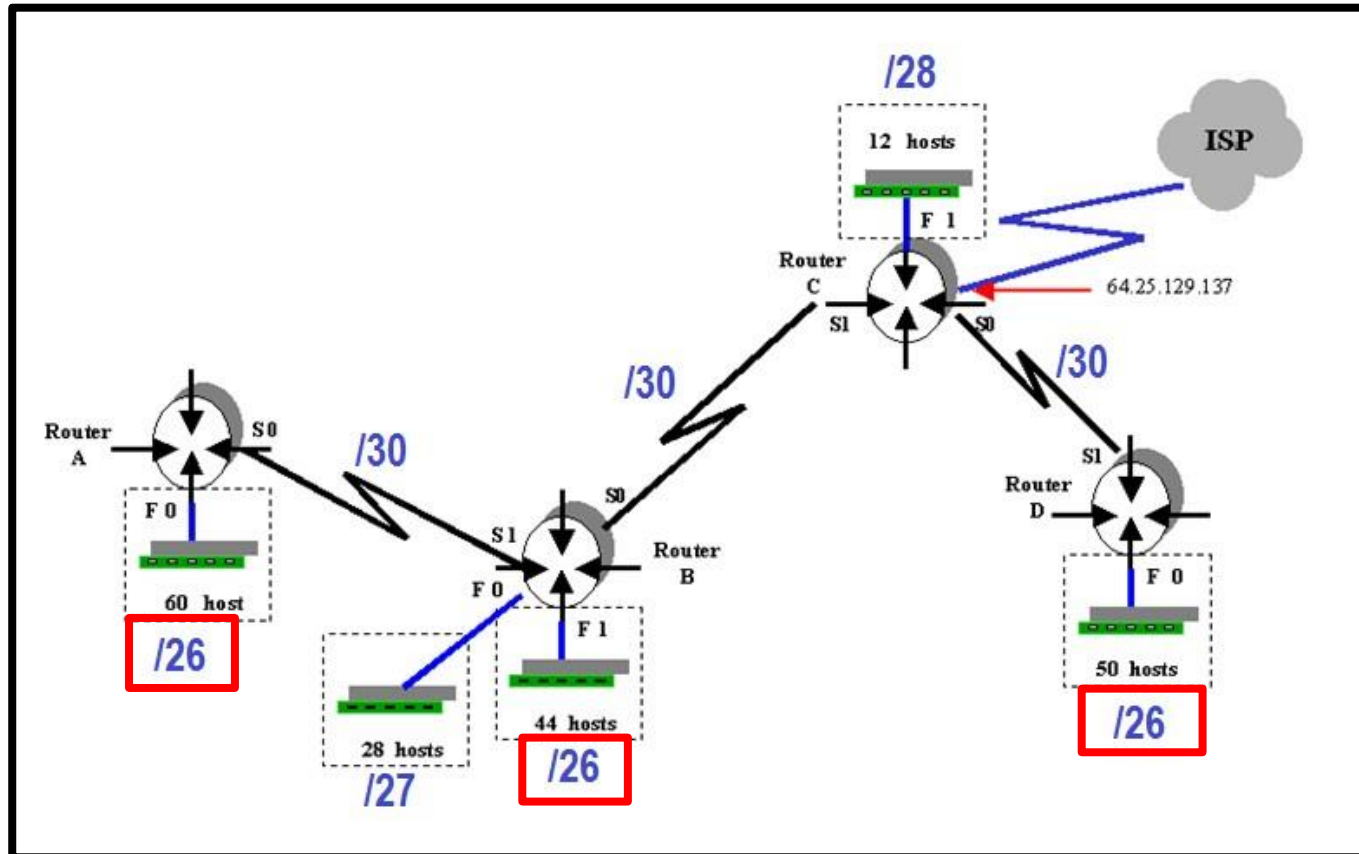 /28
12 hosts
ISP
F 1
Router
C
S1
S0
64.25.129.137
/30
/30
Router
A
S0
/30
F 0
60 host
/26
S0
S1
Router
B
F 0
F 1
28 hosts
/27
44 hosts
/26
S1
Router
D
F 0
50 hosts
/26